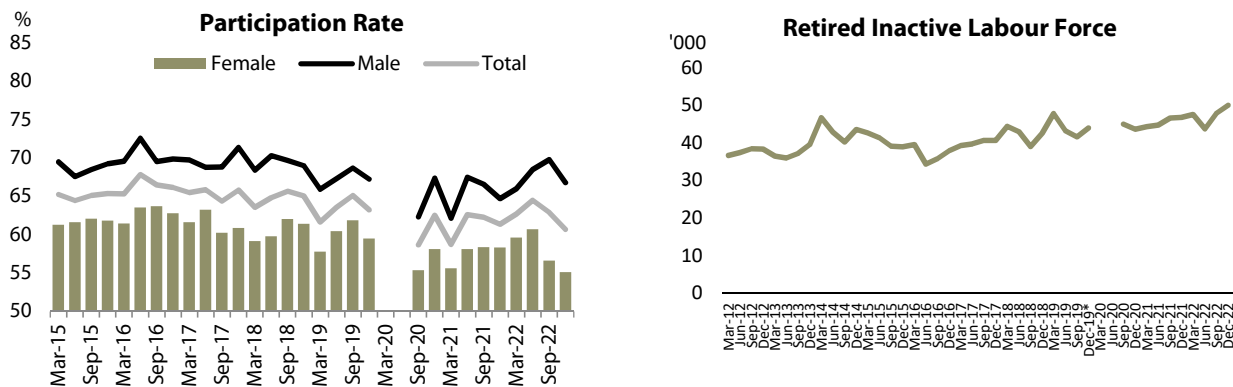 Participation Rate
%
85
80
75
70
65
60
55
50
Female
Male
Total
Mar-15
Sep-15
Mar-16
Sep-16
Mar-17
Sep-17
Mar-18
Sep-18
Mar-19
Sep-19
Mar-20
Sep-20
Mar-21
Sep-21
Mar-22
Sep-22
Retired Inactive Labour Force
'000
60
50
40
30
20
10
0
Mar-12
Jun-12
Sep-12
Dec-12
Mar-13
Jun-13
Sep-13
Dec-13
Mar-14
Jun-14
Sep-14
Dec-14
Mar-15
Jun-15
Sep-15
Dec-15
Mar-16
Jun-16
Sep-16
Dec-16
Mar-17
Jun-17
Sep-17
Dec-17
Mar-18
Jun-18
Sep-18
Dec-18
Mar-19
Jun-19
Sep-19
Dec-19*
Mar-20
Jun-20
Sep-20
Dec-20
Mar-21
Jun-21
Sep-21
Dec-21
Mar-22
Jun-22
Sep-22
Dec-22